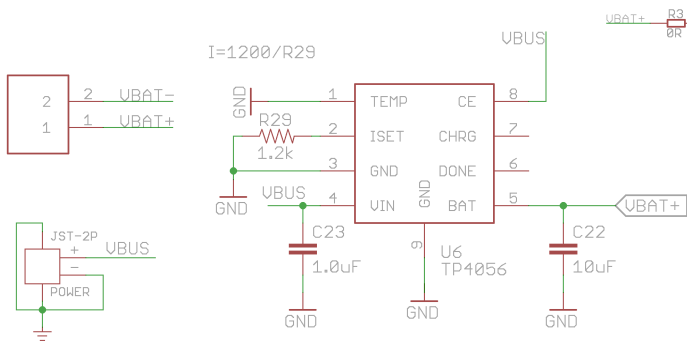 R3
VBAT+
0R
I=1200/R29
VBUS
2 2 VBAT-
1 1 VBAT+
GND
1 TEMP CE 8
R29
2 ISET CHRG 7
1.2k
3 GND DONE 6
GND
VBUS
4 VIN GND BAT 5
VBAT+
JST-2P
+ VBUS
-
POWER
C23
1.0uF
GND
9
U6
TP4056
GND
C22
10uF
GND